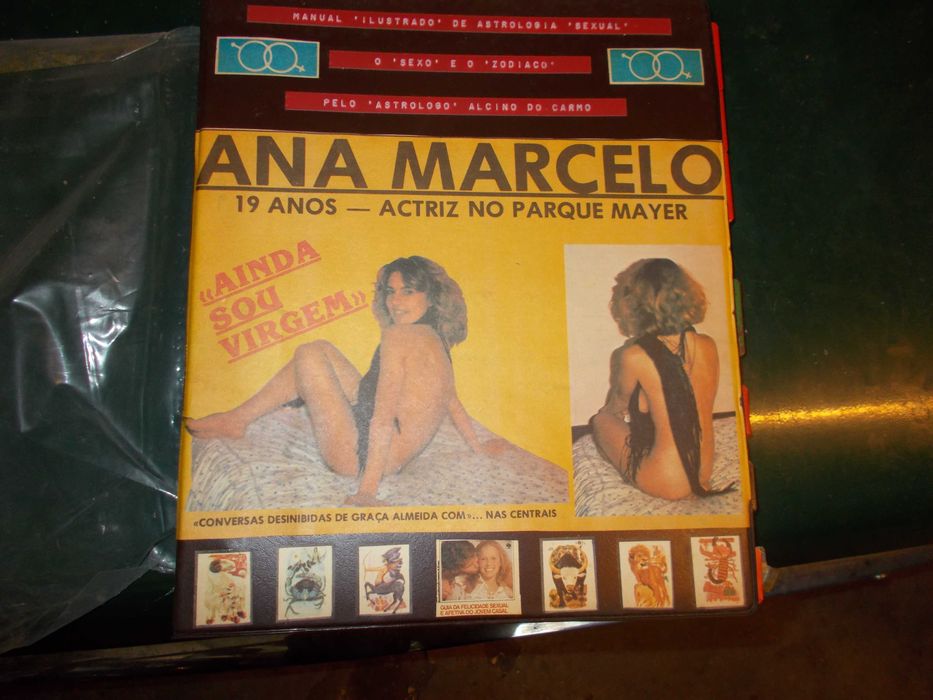 MANUAL 'ILUSTRADO' DE ASTROLOGIA 'SEXUAL'
O 'SEXO' E O 'ZODIACO'
PELO 'ASTROLOGO' ALCINO DO CARMO
ANA MARCELO
19 ANOS — ACTRIZ NO PARQUE MAYER
«AINDA
SOU
VIRGEM»
«CONVERSAS DESINIBIDAS DE GRAÇA ALMEIDA COM»... NAS CENTRAIS
GUIA DA FELICIDADE SEXUAL
E AFETIVA DO JOVEM CASAL